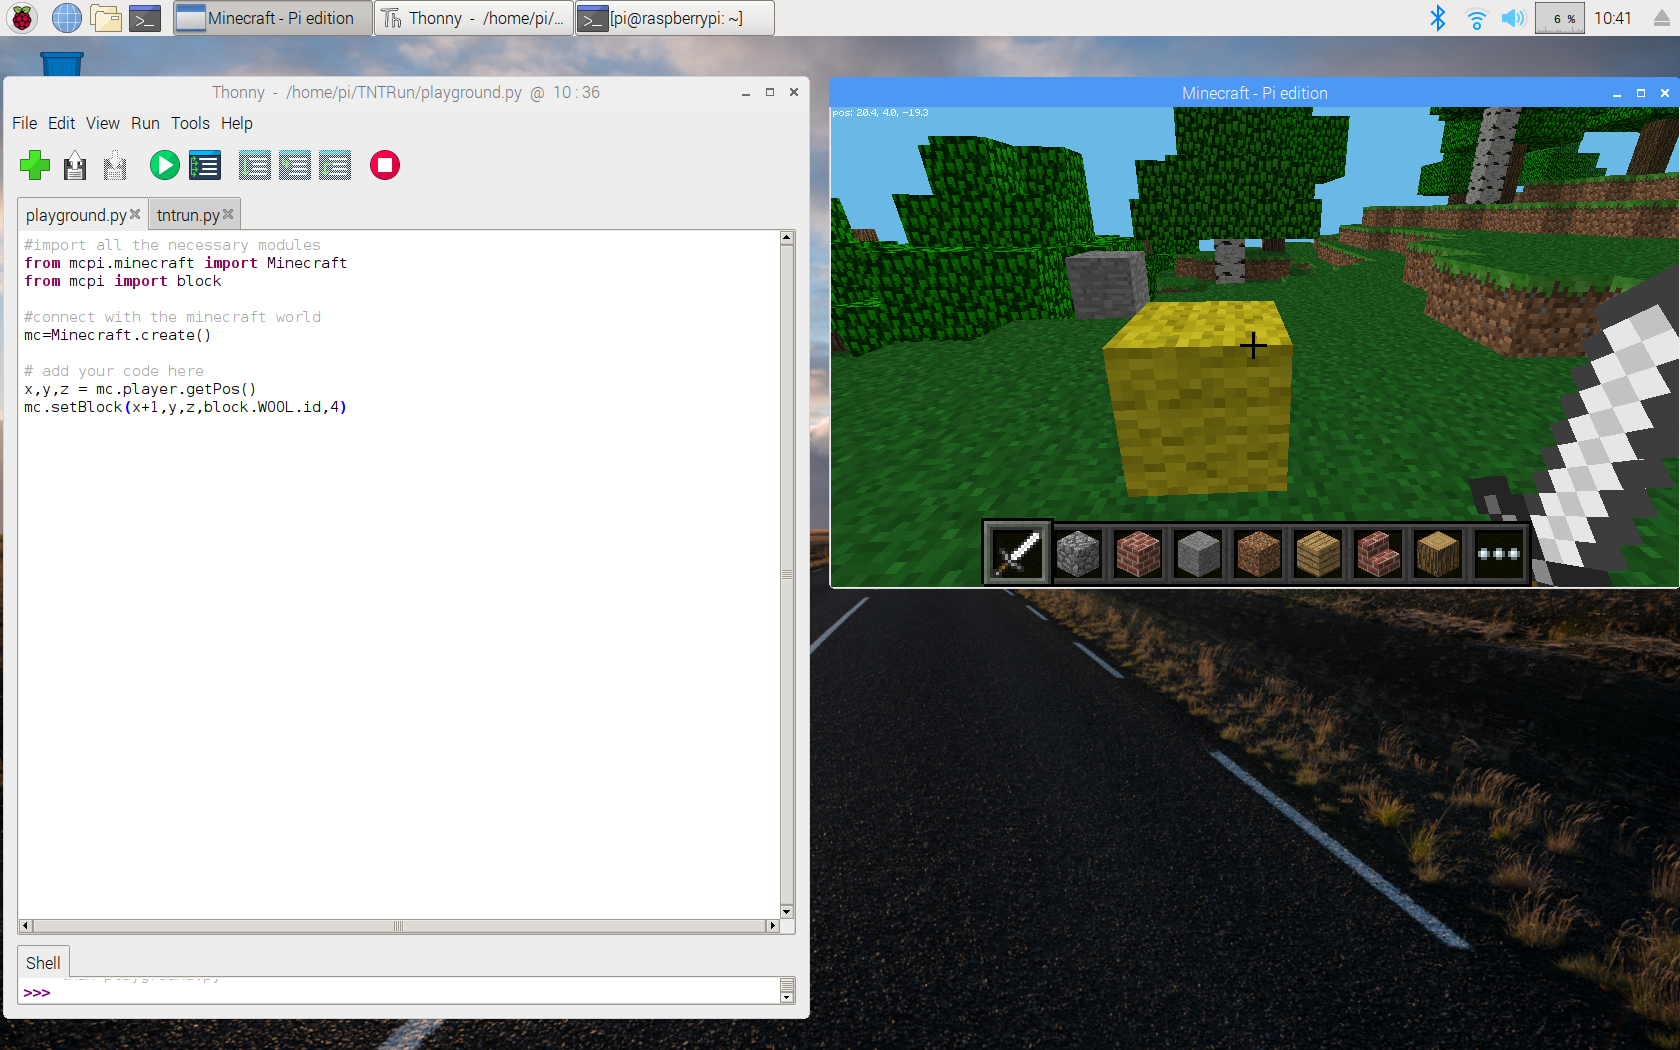 Minecraft - Pi edition
Thonny - /home/pi/...
[pi@raspberrypi: ~]
6 %
10:41
Thonny - /home/pi/TNTRun/playground.py @ 10:36
File Edit View Run Tools Help
playground.py
tntrun.py
#import all the necessary modules
from mcpi.minecraft import Minecraft
from mcpi import block
#connect with the minecraft world
mc=Minecraft.create()
# add your code here
x,y,z = mc.player.getPos()
mc.setBlock(x+1,y,z,block.WOOL.id,4)
Shell
>>>
Minecraft - Pi edition
pos: 20.4, 4.0, -19.3